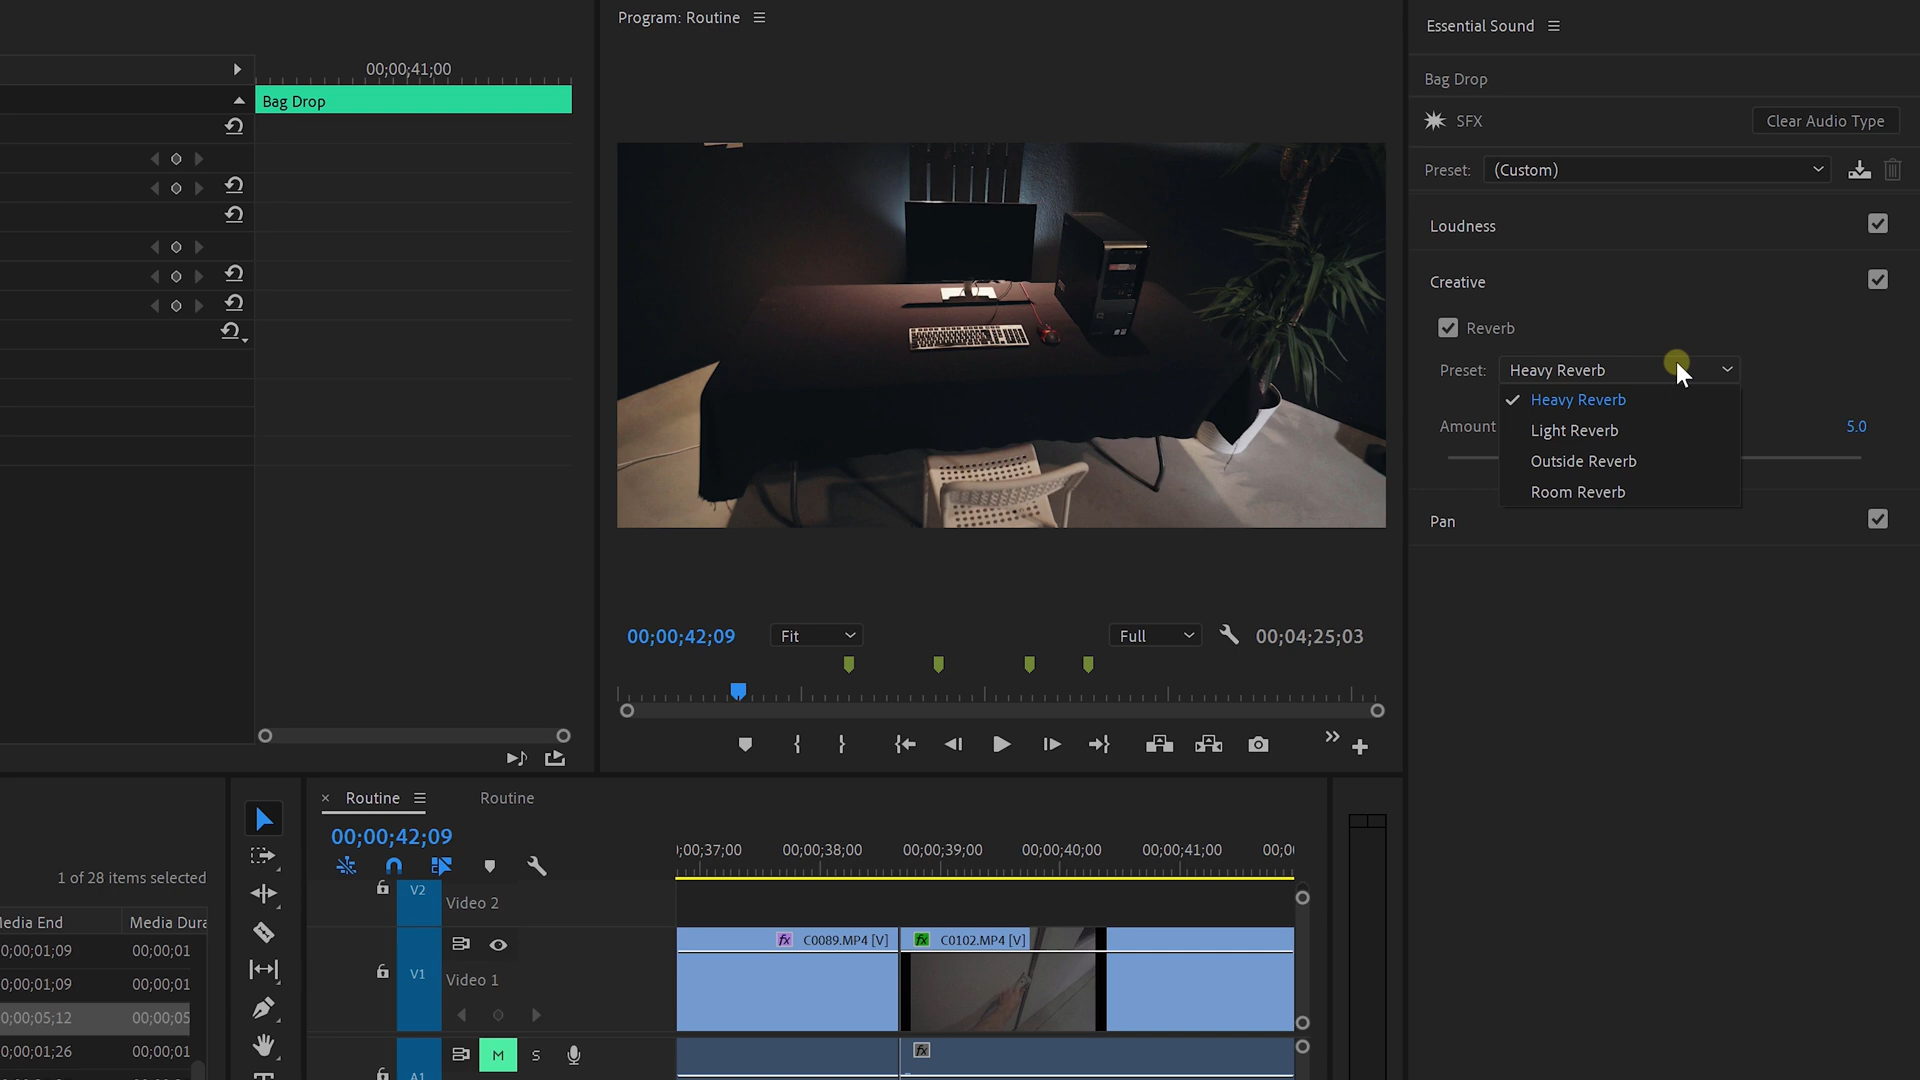 Program: Routine
Essential Sound
00;00;41;00
Bag Drop
Bag Drop
SFX
Clear Audio Type
Preset:
(Custom)
Loudness
Creative
Reverb
Preset:
Heavy Reverb
Heavy Reverb
Amount
5.0
Light Reverb
Outside Reverb
Room Reverb
Pan
00;00;42;09
Fit
Full
00;04;25;03
Routine
Routine
00;00;42;09
;00;37;00
00;00;38;00
00;00;39;00
00;00;40;00
00;00;41;00
1 of 28 items selected
V2
Video 2
Media Dura
0;00;01;09
00;00;01
fx
C0089.MP4 [V]
fx
C0102.MP4 [V]
0;00;01;09
00;00;01
V1
Video 1
0;00;05;12
00;00;05
0;00;01;26
00;00;01
M
S
fx
A1